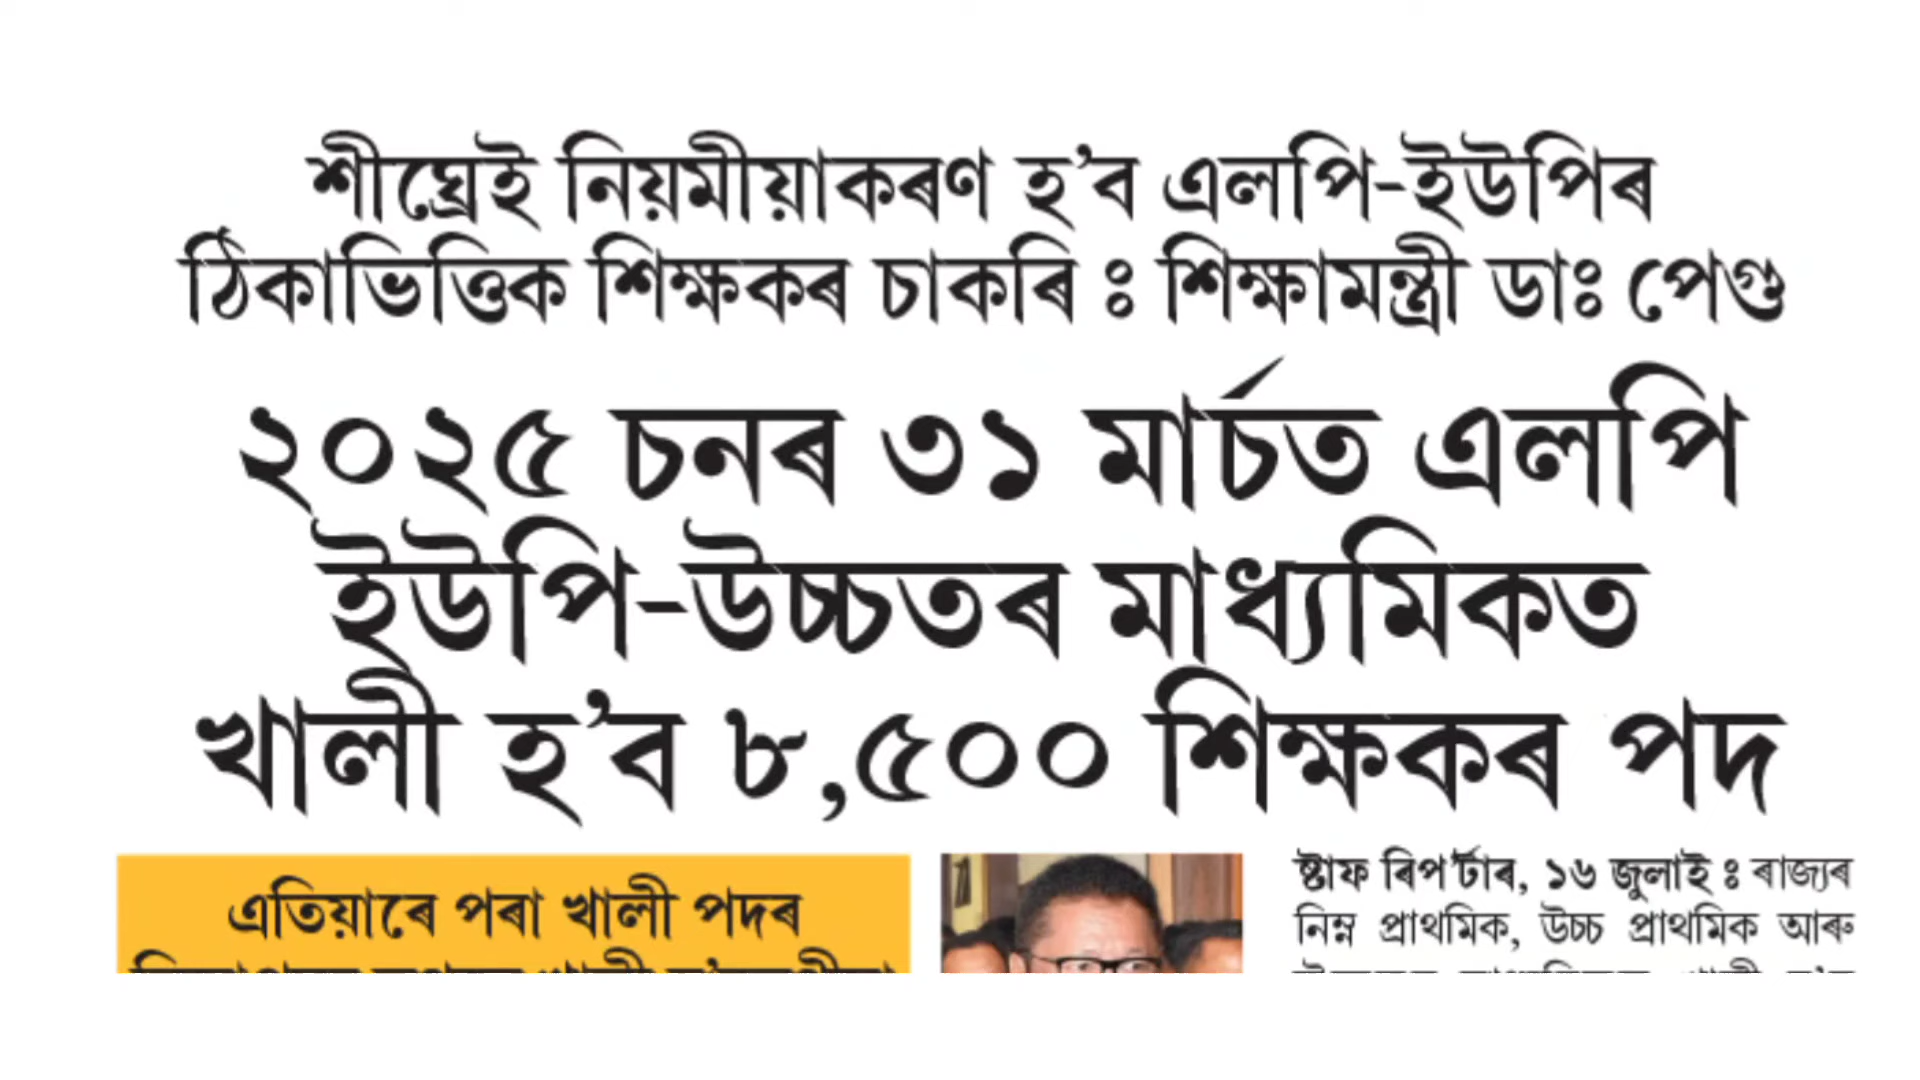 শীঘ্ৰেই নিয়মীয়াকৰণ হ’ব এলপি-ইউপিৰ
ঠিকাভিত্তিক শিক্ষকৰ চাকৰি ঃ শিক্ষামন্ত্ৰী ডাঃ পেগু
২০২৫ চনৰ ৩১ মাৰ্চত এলপি
ইউপি-উচ্চতৰ মাধ্যমিকত
খালী হ’ব ৮,৫০০ শিক্ষকৰ পদ
এতিয়াৰে পৰা খালী পদৰ
ষ্টাফ ৰিপ’ৰ্টাৰ, ১৬ জুলাই ঃ ৰাজ্যৰ
নিম্ন প্ৰাথমিক, উচ্চ প্ৰাথমিক আৰু